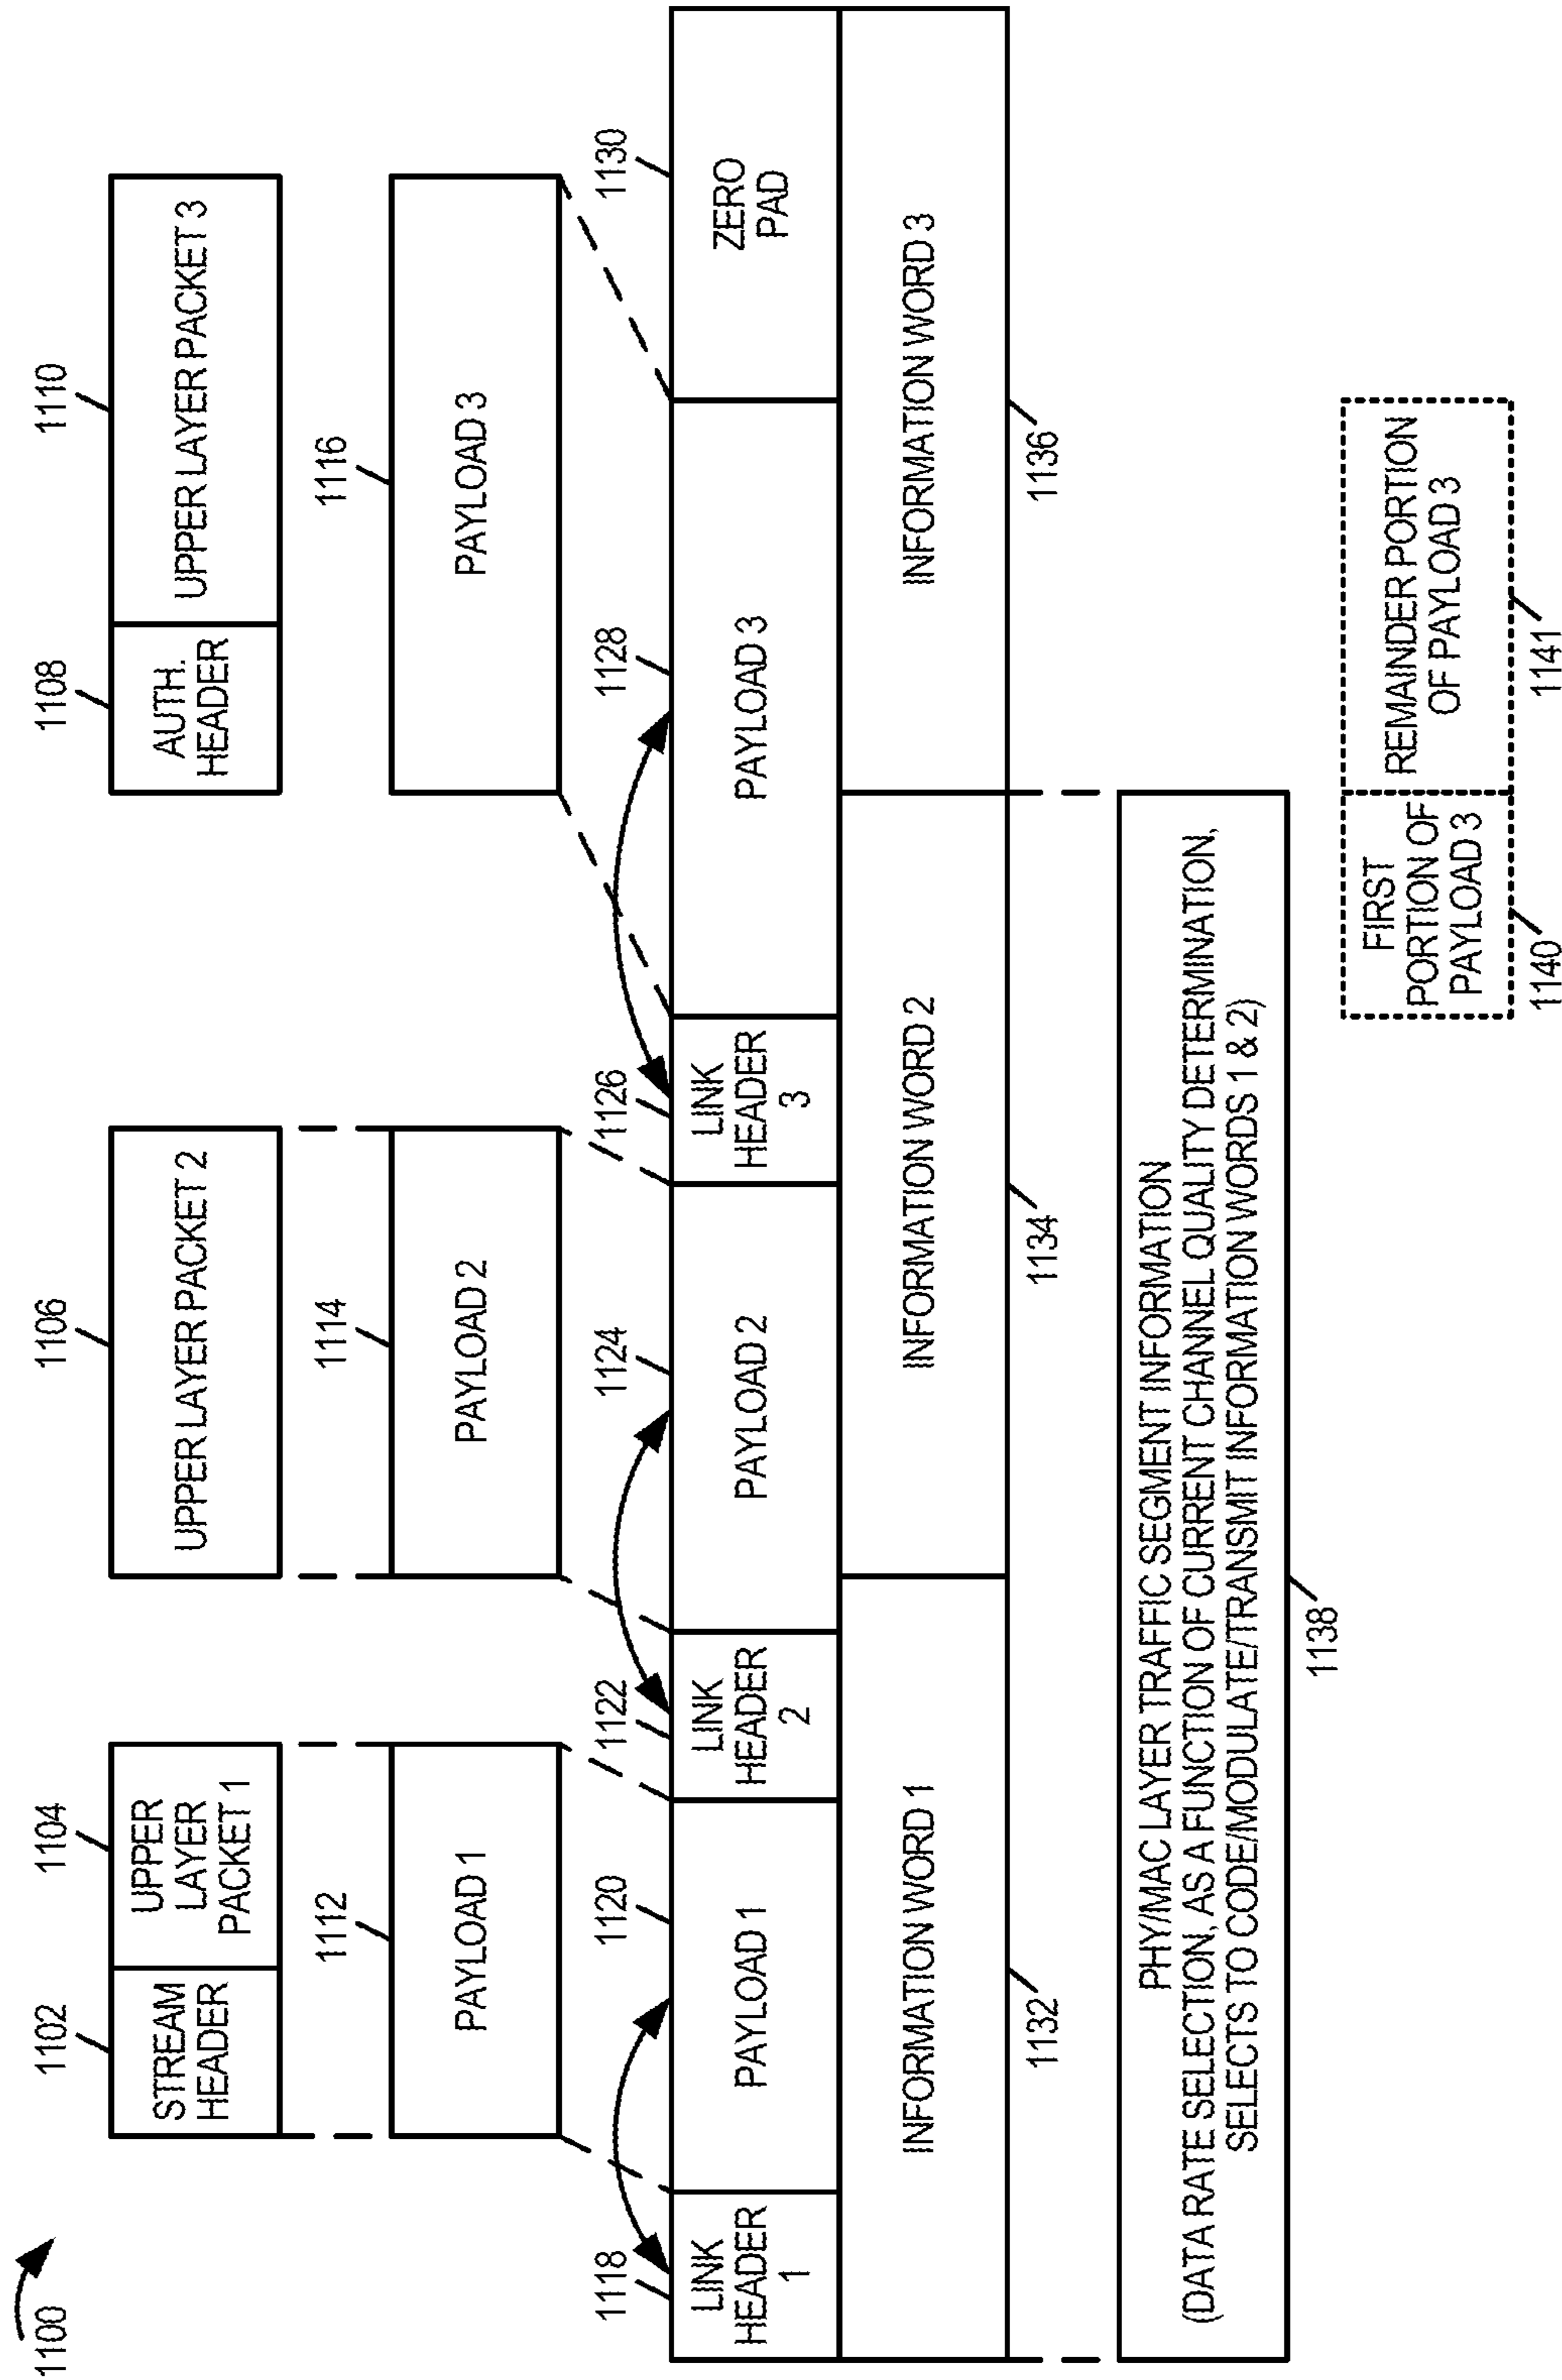 1100
1102
1104
1106
1108
1110
STREAM
HEADER
UPPER
LAYER
PACKET 1
UPPER LAYER PACKET 2
AUTH.
HEADER
UPPER LAYER PACKET 3
1112
1114
1116
PAYLOAD 1
PAYLOAD 2
PAYLOAD 3
1118
1120
1122
1124
1126
1128
1130
LINK
HEADER
1
PAYLOAD 1
LINK
HEADER
2
PAYLOAD 2
LINK
HEADER
3
PAYLOAD 3
ZERO
PAD
INFORMATION WORD 1
INFORMATION WORD 2
INFORMATION WORD 3
1132
1134
1136
PHY/MAC LAYER TRAFFIC SEGMENT INFORMATION
(DATA RATE SELECTION, AS A FUNCTION OF CURRENT CHANNEL QUALITY DETERMINATION,
SELECTS TO CODE/MODULATE/TRANSMIT INFORMATION WORDS 1 & 2)
1138
FIRST
PORTION OF
PAYLOAD 3
REMAINDER PORTION
OF PAYLOAD 3
1140
1141